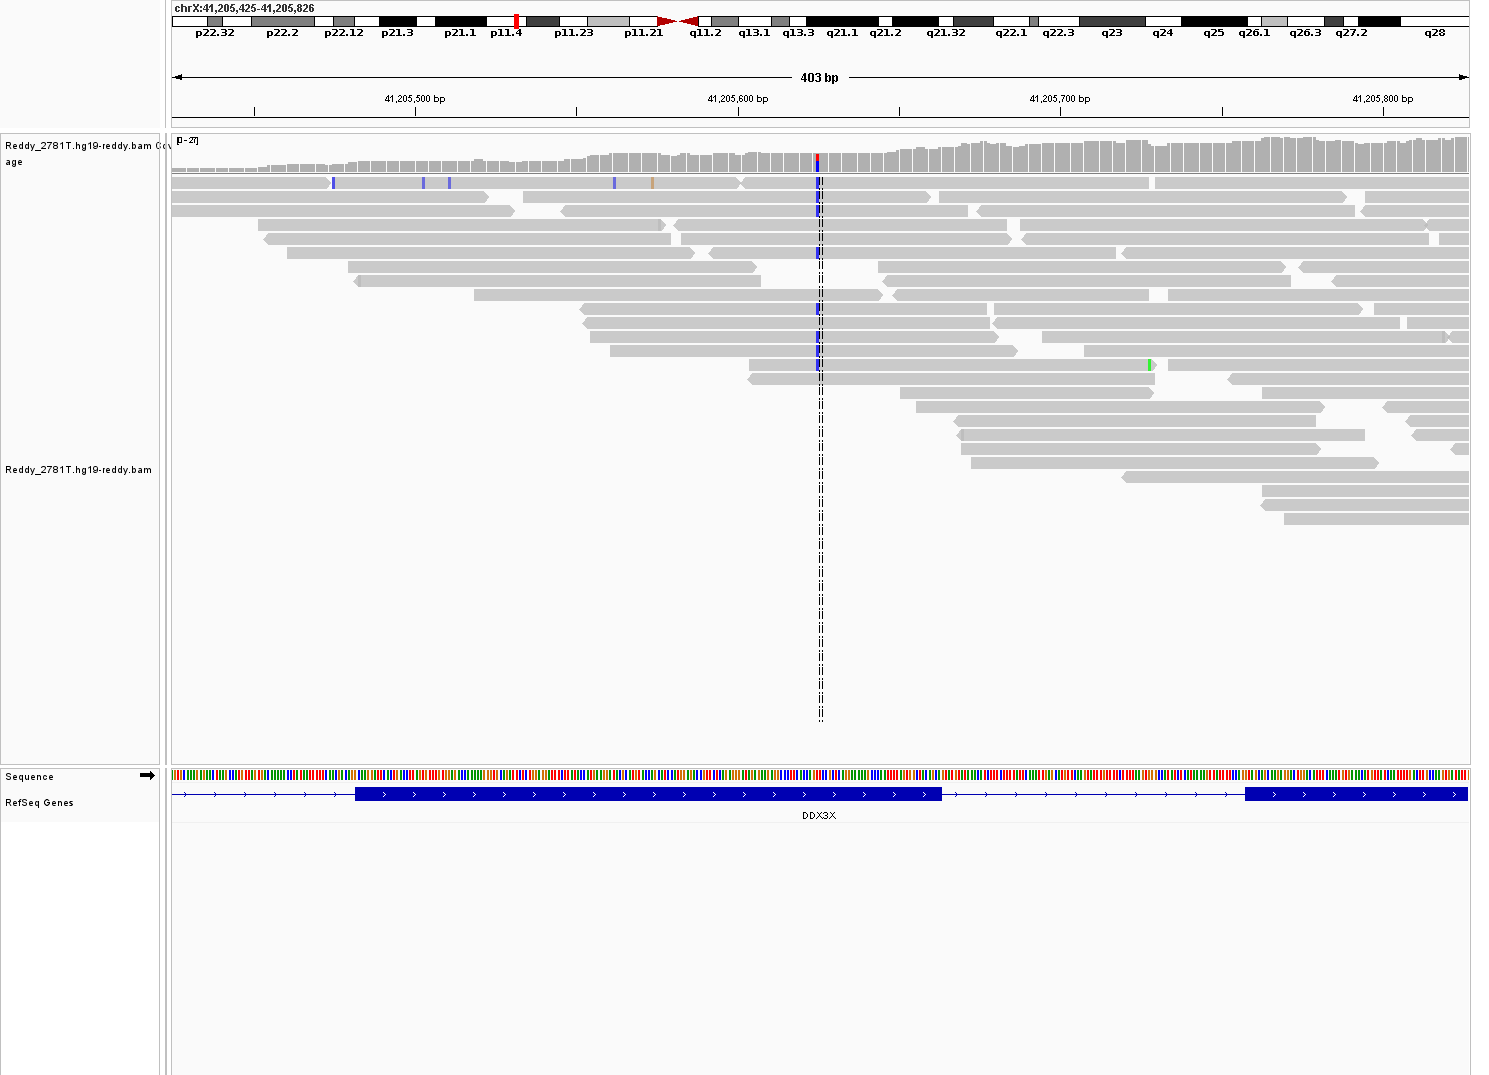 chrX:41,205,425-41,205,826
p22.32 p22.2 p22.12 p21.3 p21.1 p11.4 p11.23 p11.21 q11.2 q13.1 q13.3 q21.1 q21.2 q21.32 q22.1 q22.3 q23 q24 q25 q26.1 q26.3 q27.2 q28
403 bp
41,205,500 bp 41,205,600 bp 41,205,700 bp 41,205,800 bp
[0 - 27]
Reddy_2781T.hg19-reddy.bam Cov
age
Reddy_2781T.hg19-reddy.bam
Sequence
RefSeq Genes
DDX3X